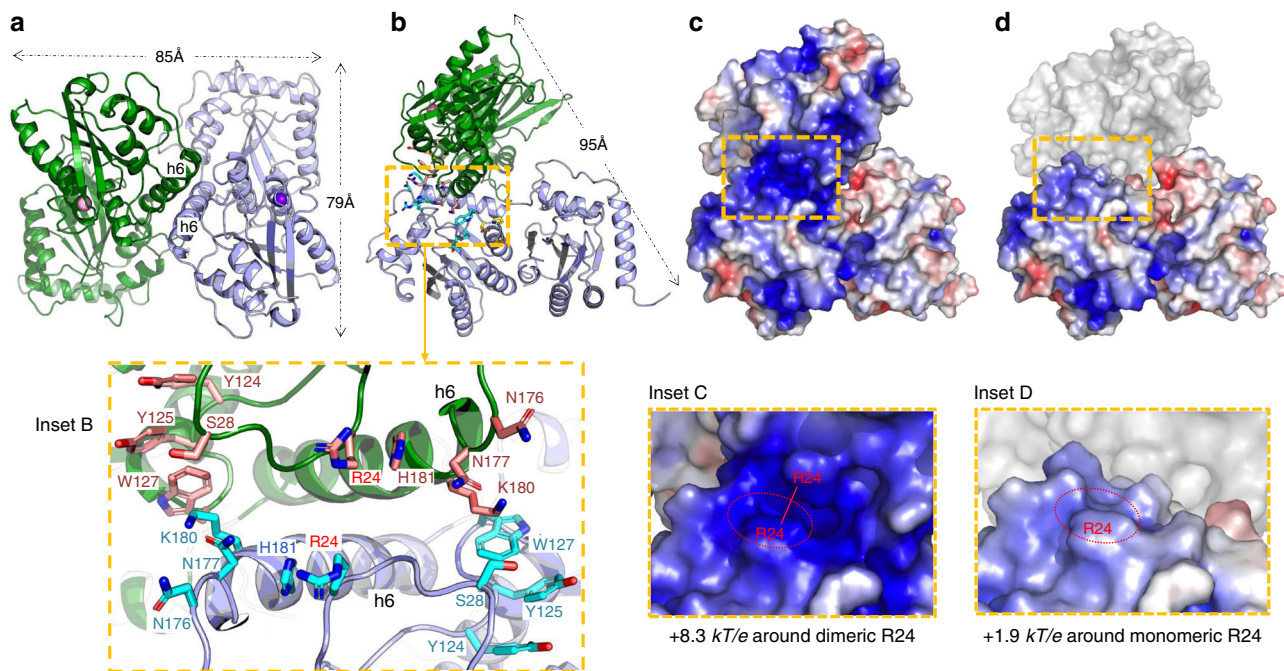 a
b
c
d
85Å
79Å
95Å
h6
h6
Inset B
Y124
Y125
S28
W127
R24
H181
h6
N176
N177
K180
K180
N177
H181
R24
N176
h6
W127
S28
Y125
Y124
Inset C
R24
R24
+8.3 kT/e around dimeric R24
Inset D
R24
+1.9 kT/e around monomeric R24